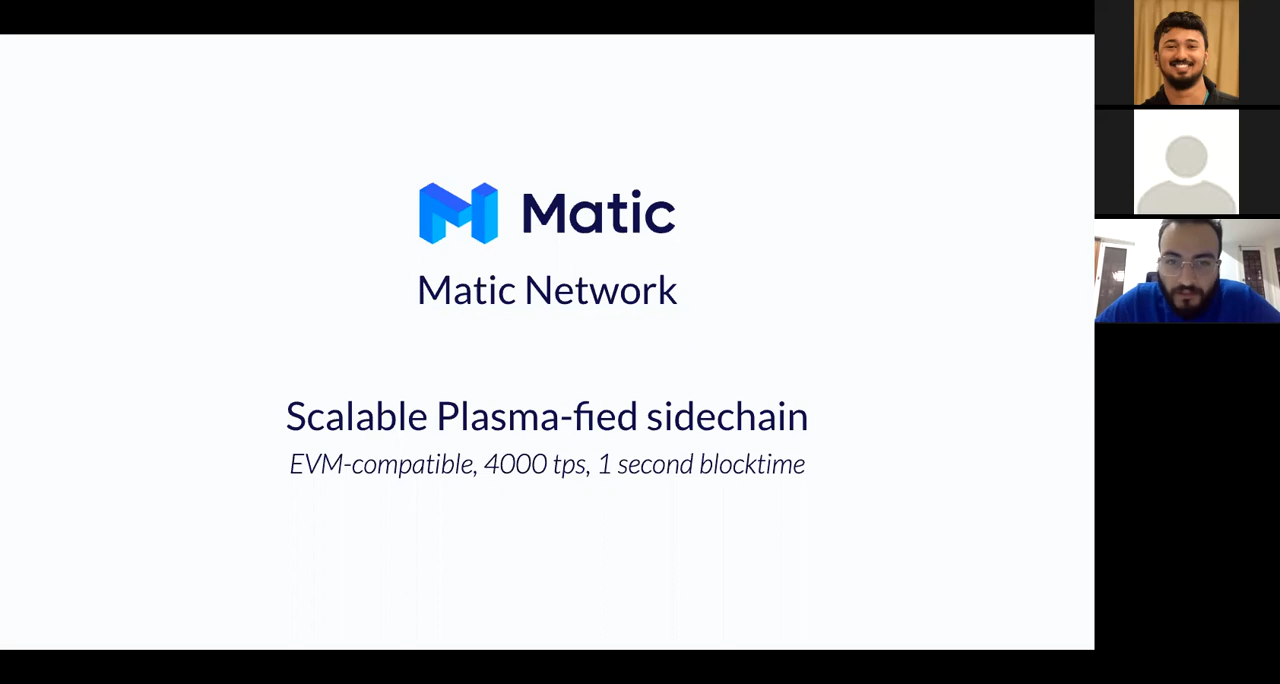 Matic
Matic Network
Scalable Plasma-fied sidechain
EVM-compatible, 4000 tps, 1 second blocktime